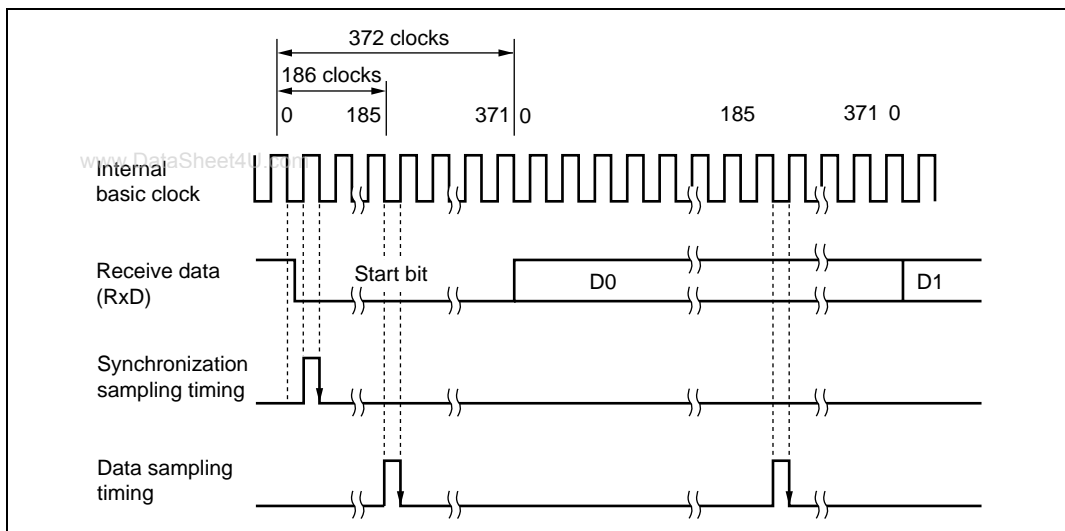 372 clocks
186 clocks
0 185 371 0 185 371 0
www.DataSheet4U.com
Internal
basic clock
Receive data
(RxD)
Start bit D0 D1
Synchronization
sampling timing
Data sampling
timing